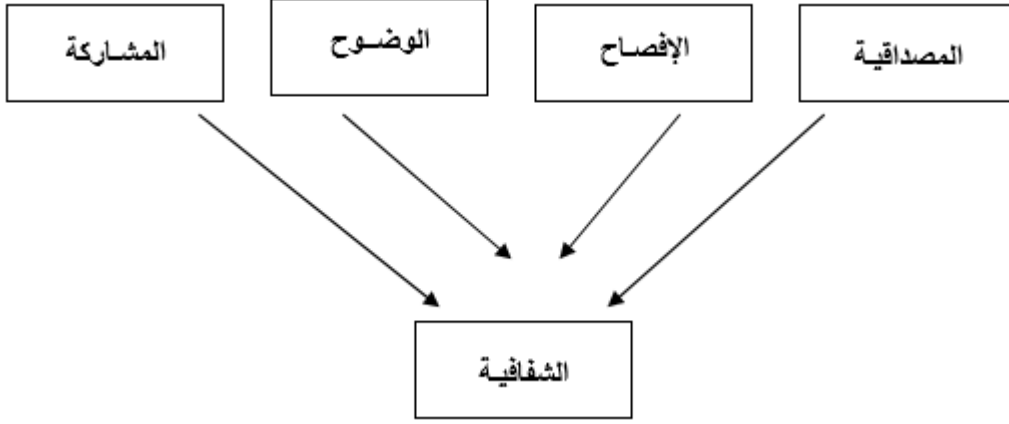 المصداقية
الإفصاح
الوضوح
المشاركة
الشفافية